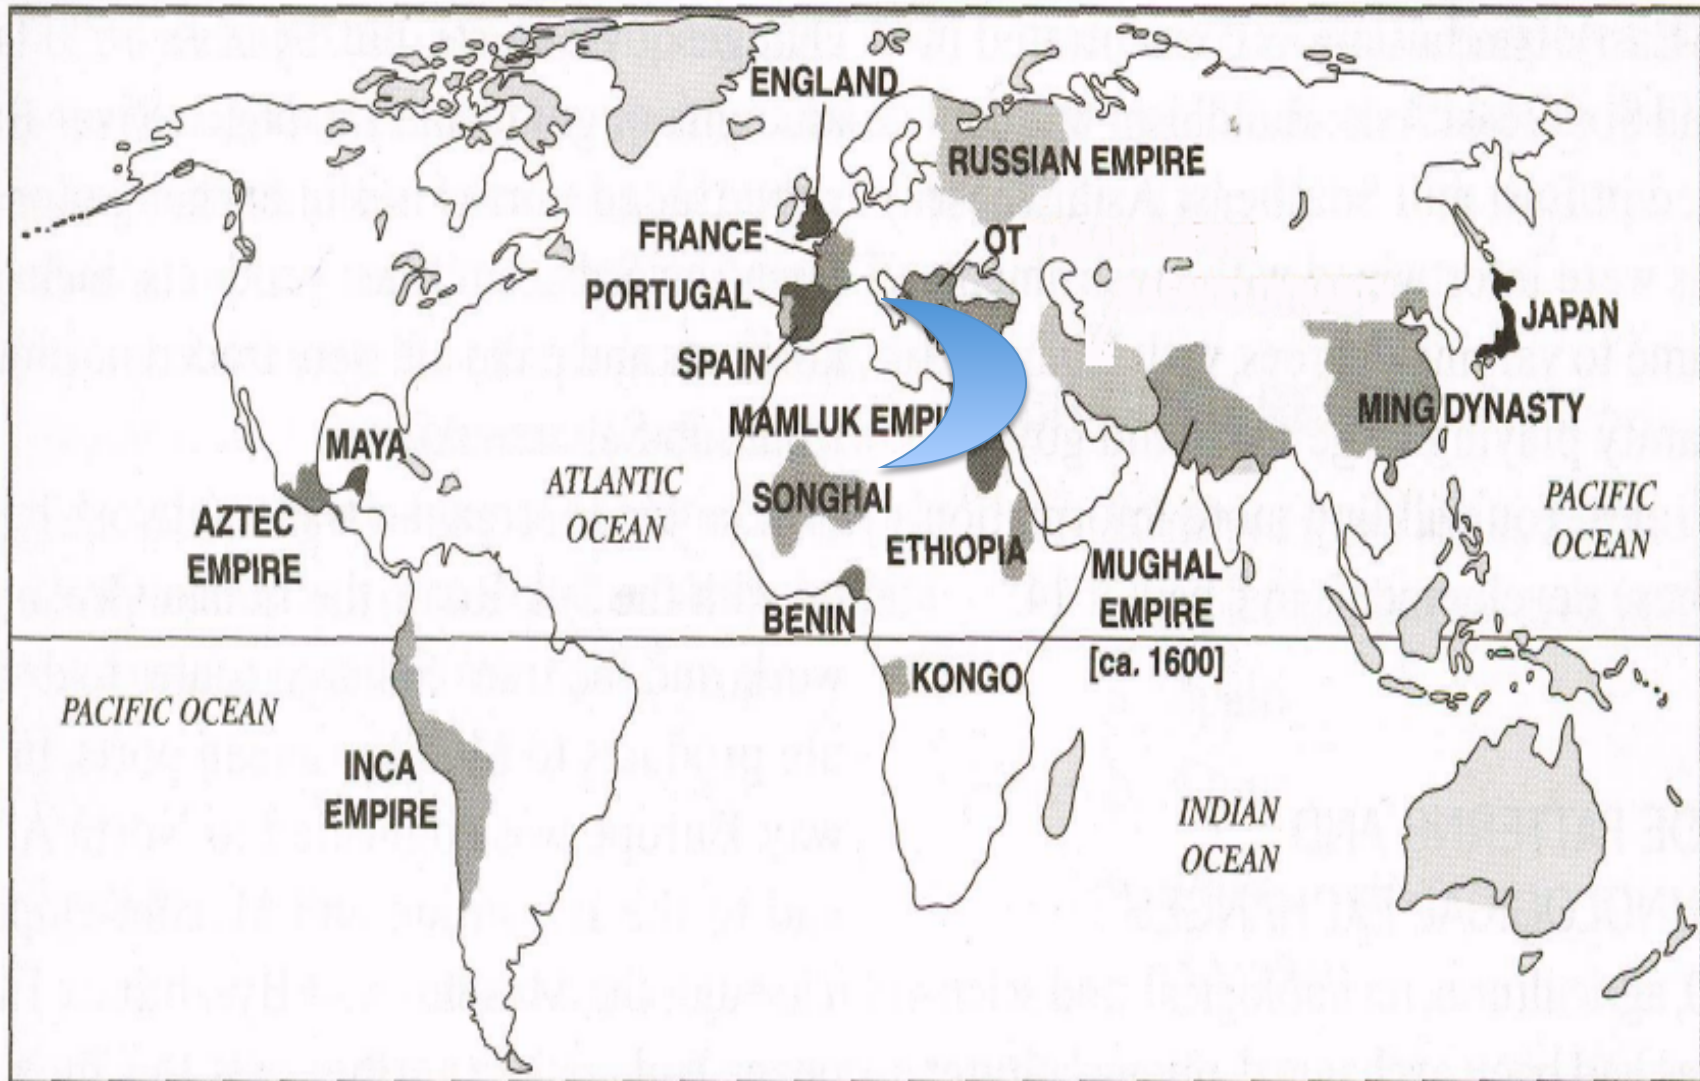 ENGLAND
RUSSIAN EMPIRE
FRANCE
OT
PORTUGAL
JAPAN
SPAIN
MAMLUK EMPI
MING DYNASTY
MAYA
ATLANTIC
OCEAN
SONGHAI
PACIFIC
OCEAN
AZTEC
EMPIRE
ETHIOPIA
MUGHAL
EMPIRE
[ca. 1600]
BENIN
KONGO
PACIFIC OCEAN
INCA
EMPIRE
INDIAN
OCEAN